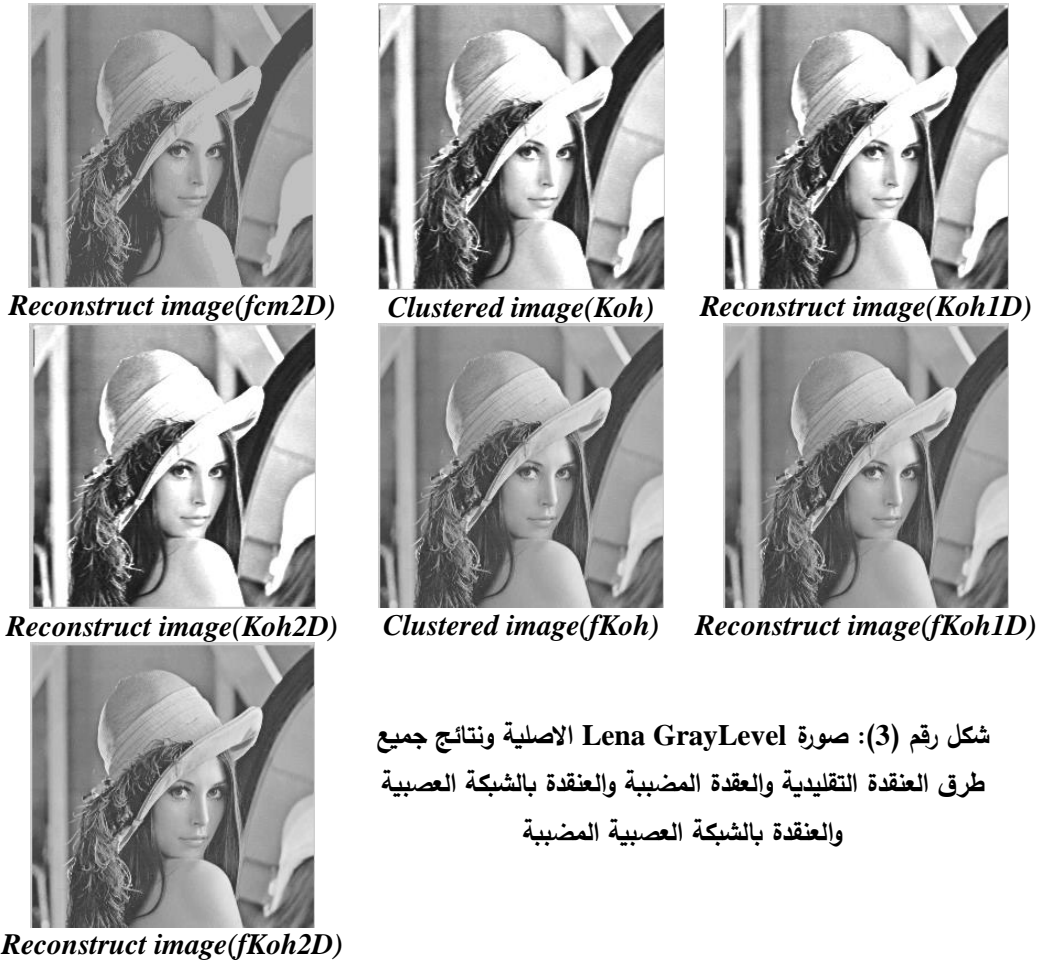 Reconstruct image(fcm2D)
Clustered image(Koh)
Reconstruct image(Koh1D)
Reconstruct image(Koh2D)
Clustered image(fKoh)
Reconstruct image(fKoh1D)
شكل رقم (3): صورة Lena GrayLevel الاصلية ونتائج جميع
طرق العنقدة التقليدية والعقدة المضببة والعنقدة بالشبكة العصبية
والعنقدة بالشبكة العصبية المضببة
Reconstruct image(fKoh2D)